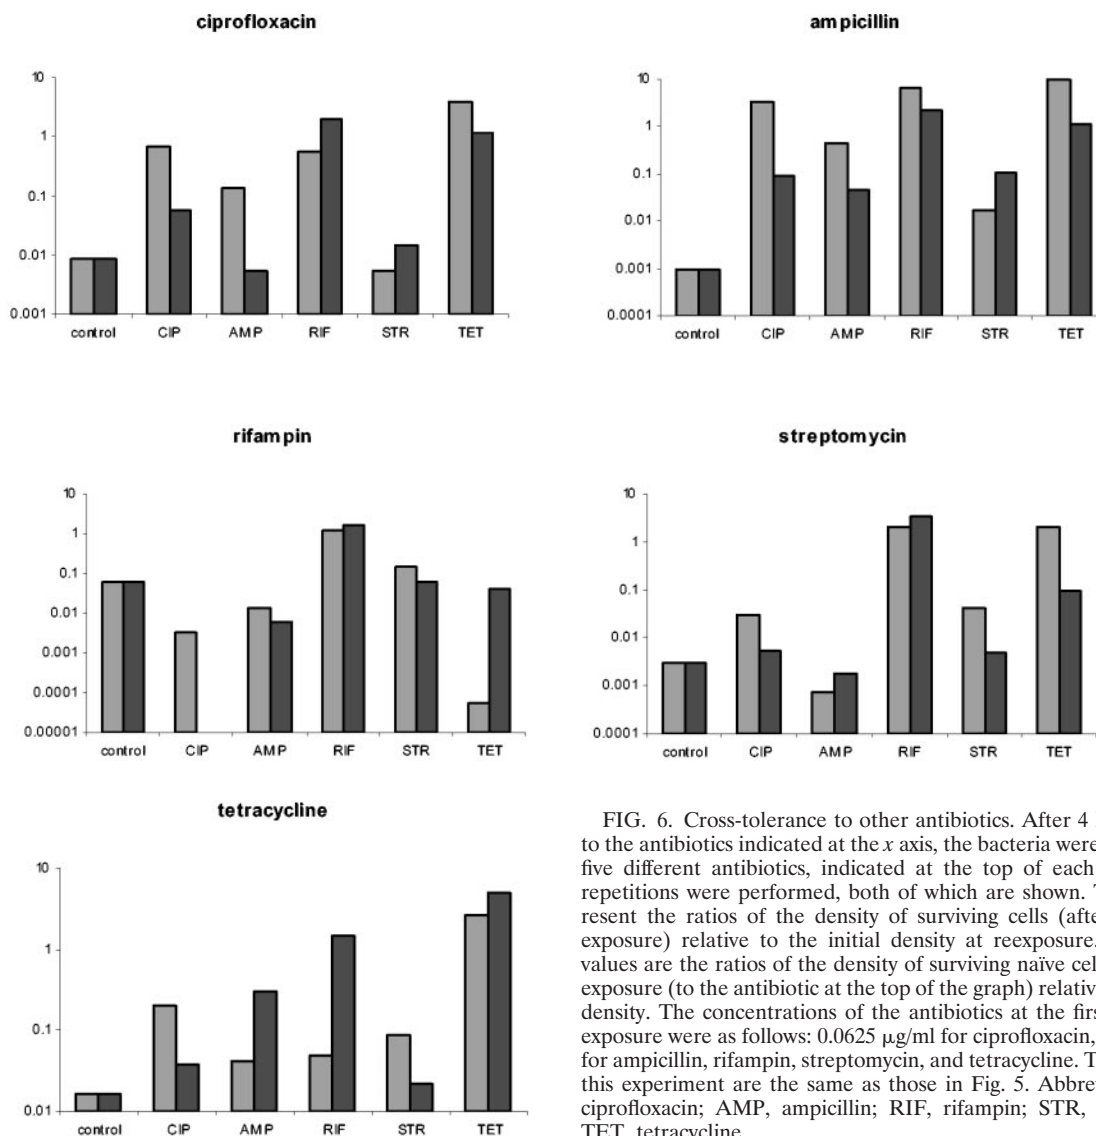 ciprofloxacin
10
1
0.1
0.01
0.001
control CIP AMP RIF STR TET
ampicillin
10
1
0.1
0.01
0.001
0.0001
control CIP AMP RIF STR TET
rifampin
10
1
0.1
0.01
0.001
0.0001
0.00001
control CIP AMP RIF STR TET
streptomycin
10
1
0.1
0.01
0.001
0.0001
control CIP AMP RIF STR TET
tetracycline
10
1
0.1
0.01
control CIP AMP RIF STR TET
FIG. 6. Cross-tolerance to other antibiotics. After 4
to the antibiotics indicated at the x axis, the bacteria were
five different antibiotics, indicated at the top of each
repetitions were performed, both of which are shown.
resent the ratios of the density of surviving cells (afte
exposure) relative to the initial density at reexposure.
values are the ratios of the density of surviving naïve cel
exposure (to the antibiotic at the top of the graph) relative
density. The concentrations of the antibiotics at the firs
exposure were as follows: 0.0625 μg/ml for ciprofloxacin,
for ampicillin, rifampin, streptomycin, and tetracycline. T
this experiment are the same as those in Fig. 5. Abbrev
ciprofloxacin; AMP, ampicillin; RIF, rifampin; STR,
TET, tetracycline